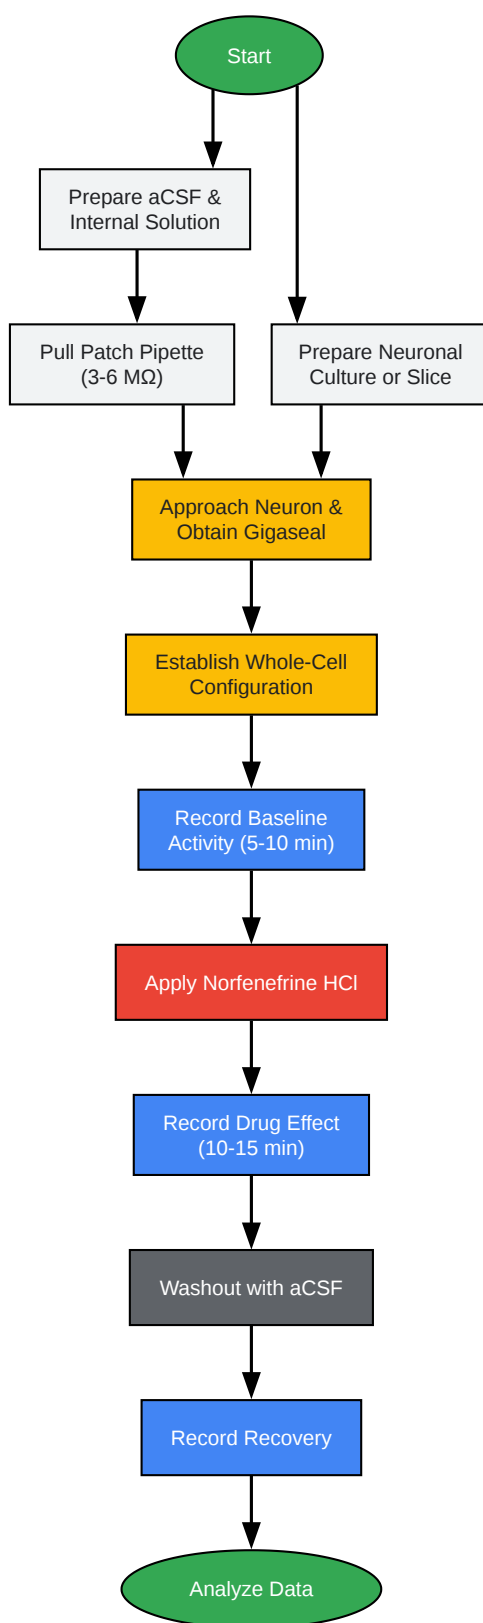 Start
Prepare aCSF &
Internal Solution
Pull Patch Pipette
(3-6 MΩ)
Prepare Neuronal
Culture or Slice
Approach Neuron &
Obtain Gigaseal
Establish Whole-Cell
Configuration
Record Baseline
Activity (5-10 min)
Apply Norfenefrine HCl
Record Drug Effect
(10-15 min)
Washout with aCSF
Record Recovery
Analyze Data